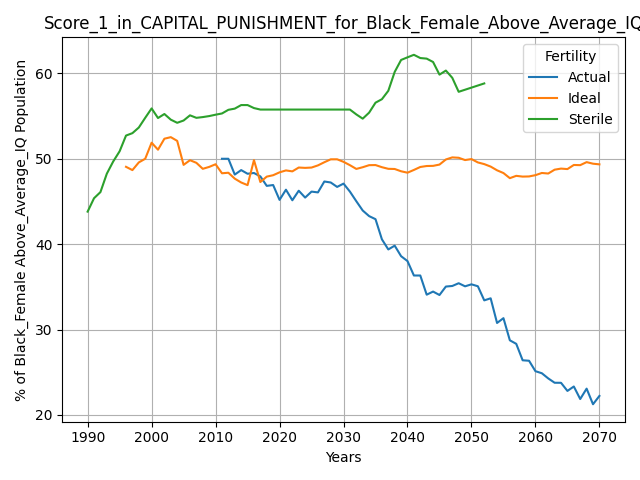 Score_1_in_CAPITAL_PUNISHMENT_for_Black_Female_Above_Average_IQ
% of Black_Female Above_Average_IQ Population
60
50
40
30
20
Fertility
Actual
Ideal
Sterile
1990 2000 2010 2020 2030 2040 2050 2060 2070
Years